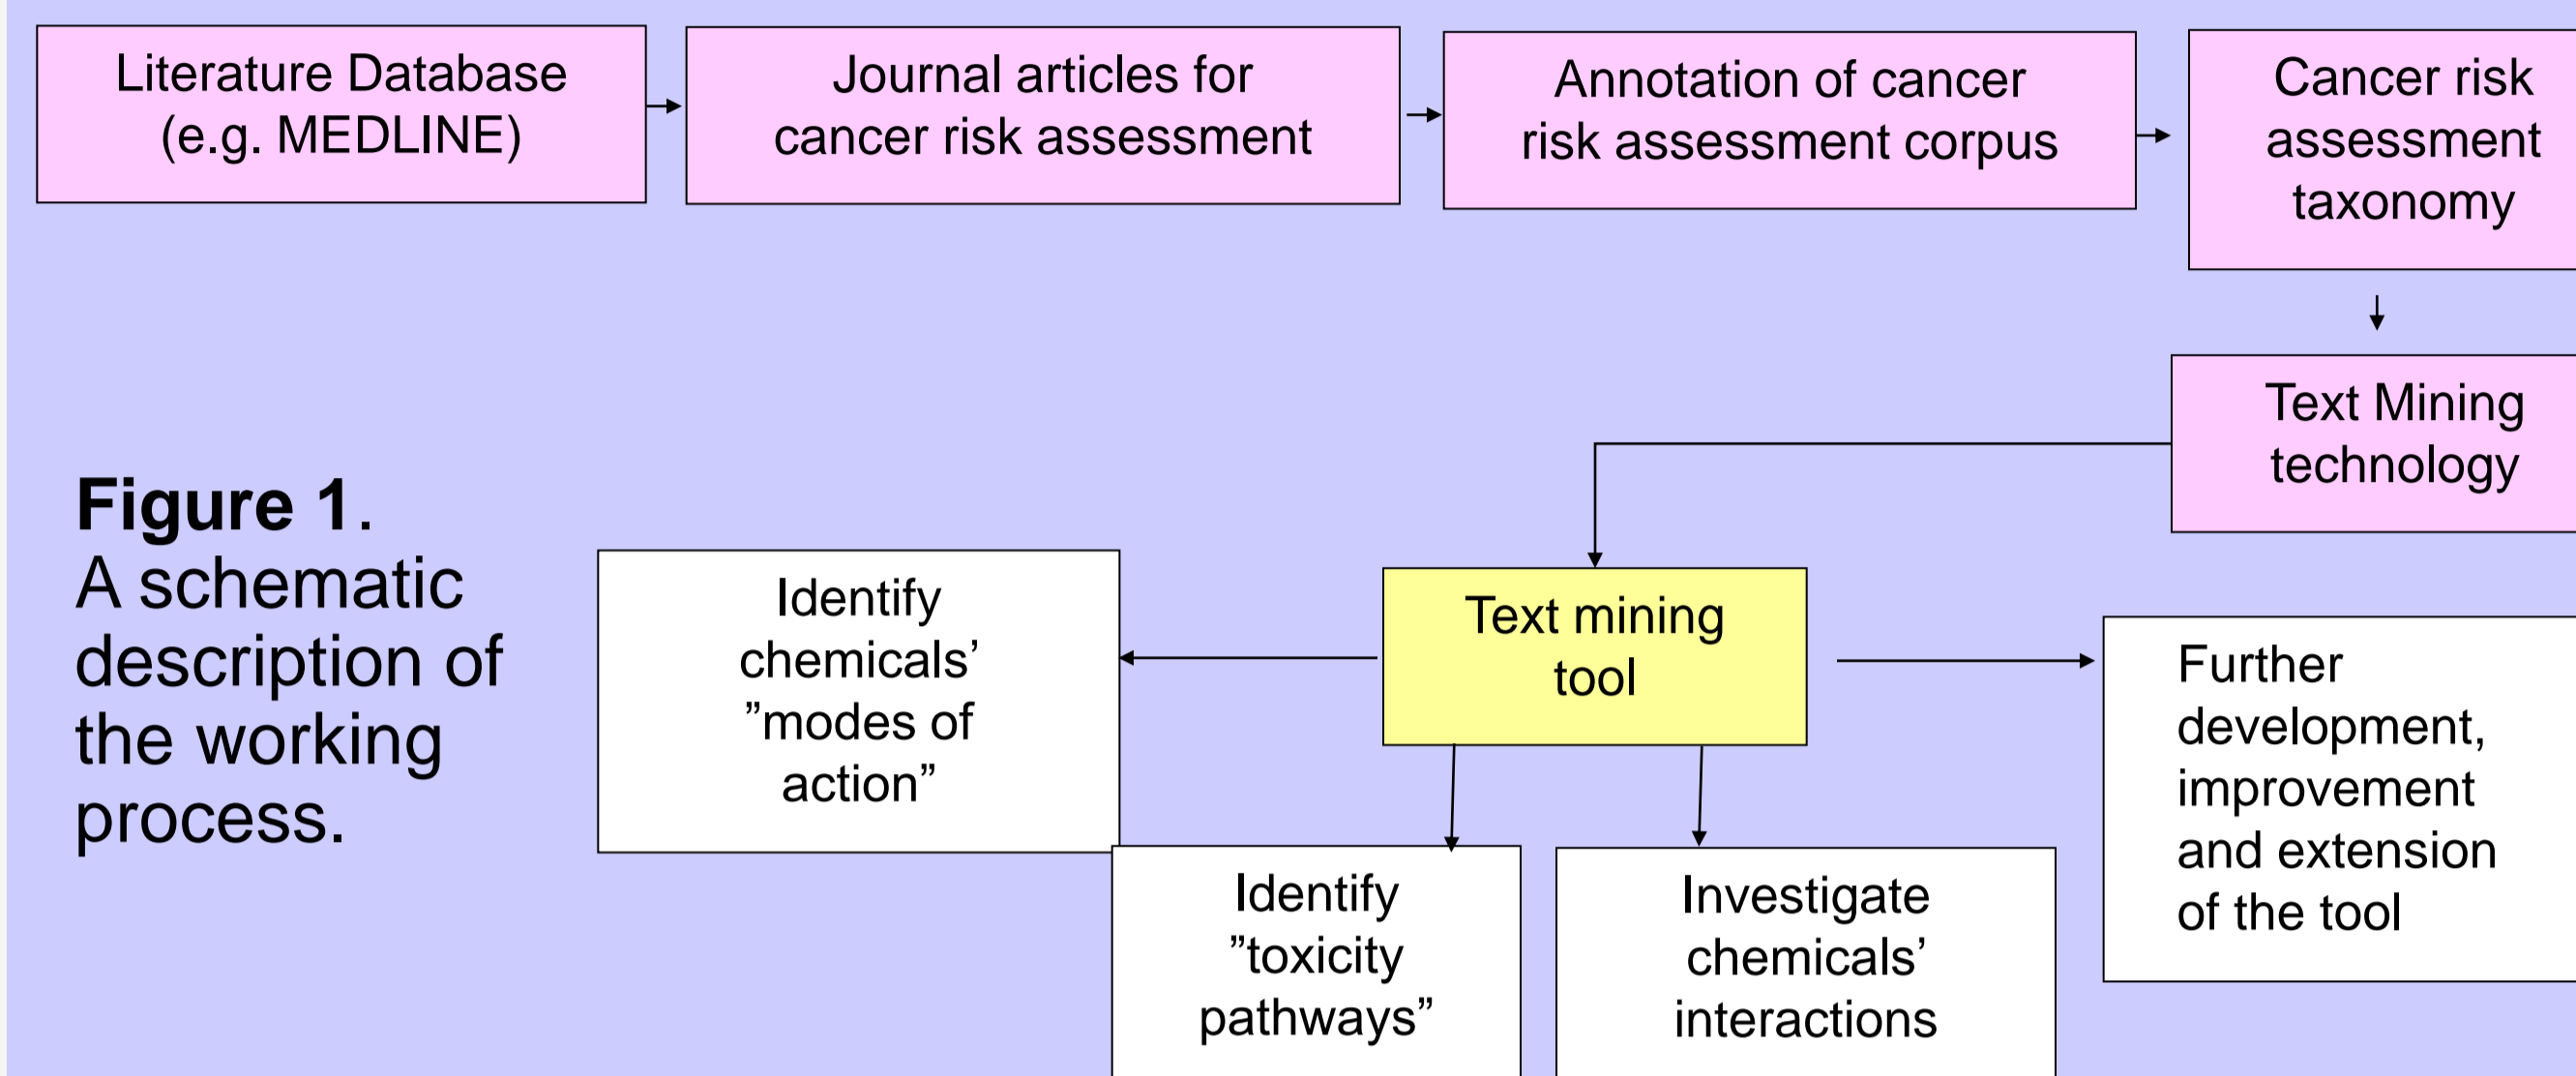 Literature Database
(e.g. MEDLINE)
Journal articles for
cancer risk assessment
Annotation of cancer
risk assessment corpus
Cancer risk
assessment
taxonomy
Text Mining
technology
Figure 1.
A schematic
description of
the working
process.
Identify
chemicals’
”modes of
action”
Text mining
tool
Further
development,
improvement
and extension
of the tool
Identify
”toxicity
pathways”
Investigate
chemicals’
interactions